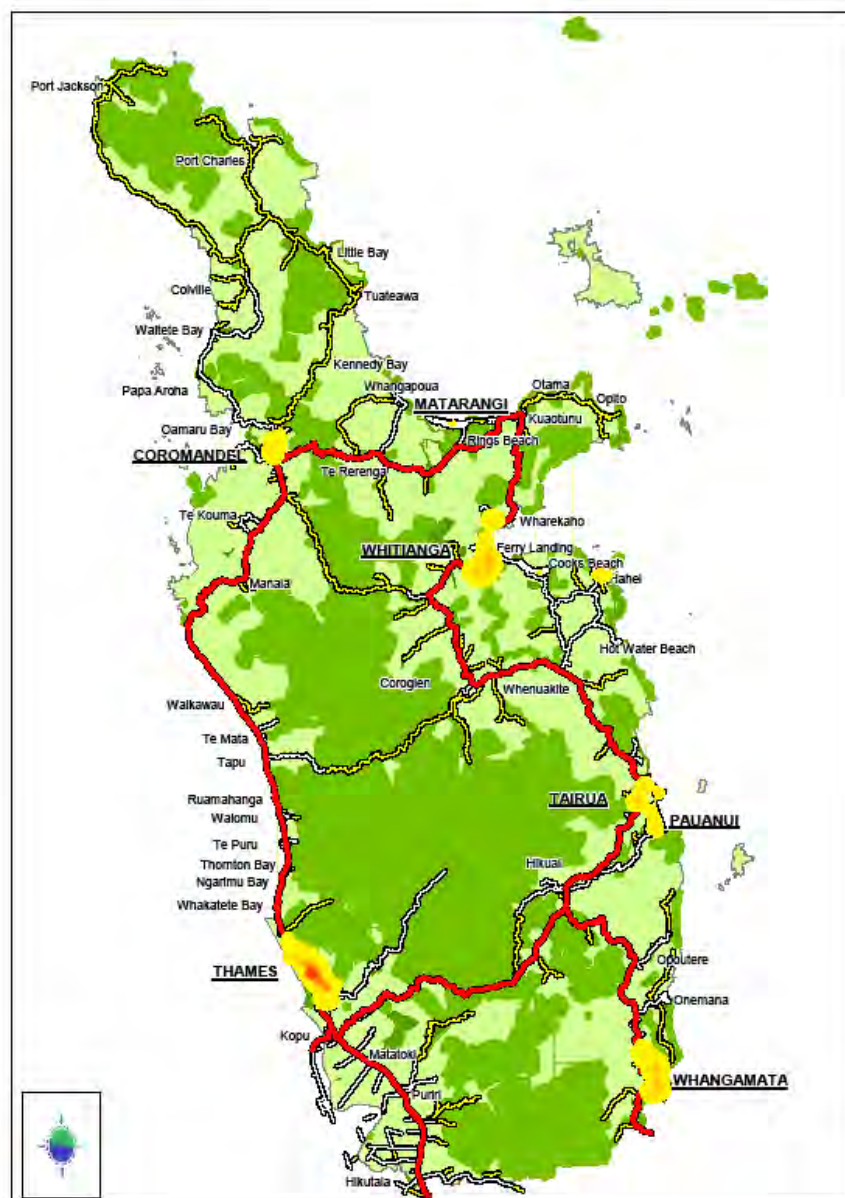 Port Jackson
Port Charles
Little Bay
Colville
Tuateawa
Waitete Bay
Kennedy Bay
Papa Aroha
Whangapoua
MATARANGI
Otama
Opito
Kuaotunu
Oamaru Bay
Rings Beach
COROMANDEL
Te Rerenga
Te Kouma
Wharekaho
WHITIANGA
Ferry Landing
Cooks Beach
Hahei
Manaia
Hot Water Beach
Coroglen
Whenuakite
Waikawau
Te Mata
Tapu
Ruamahanga
TAIRUA
Waiomu
PAUANUI
Te Puru
Thornton Bay
Hikuai
Ngarimu Bay
Whakatete Bay
Opoutere
THAMES
Onemana
Kopu
Matatoki
WHANGAMATA
Puriri
Hikutaia